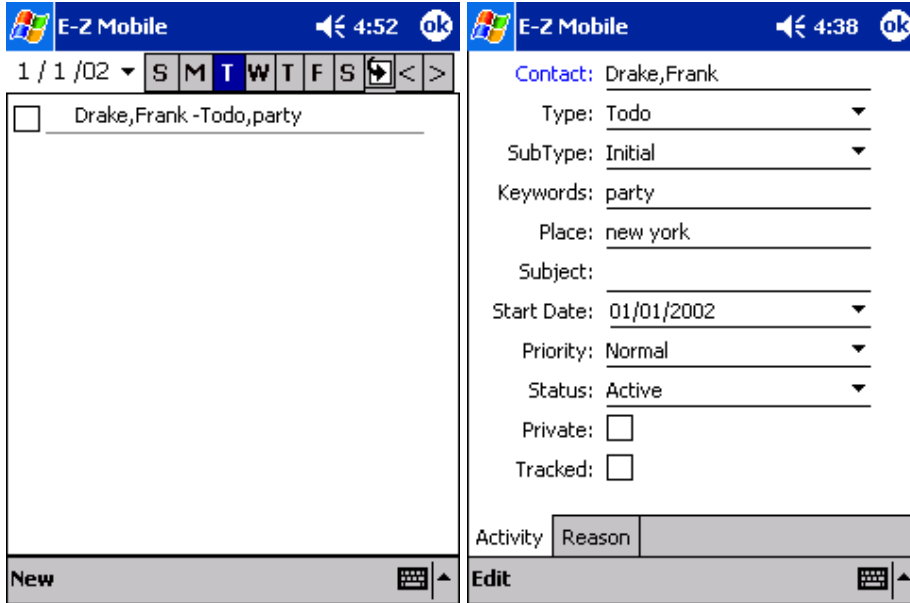 E-Z Mobile 4:52 ok
1 / 1 /02 S M T W T F S < >
Drake,Frank -Todo,party
New
E-Z Mobile 4:38 ok
Contact: Drake,Frank
Type: Todo
SubType: Initial
Keywords: party
Place: new york
Subject:
Start Date: 01/01/2002
Priority: Normal
Status: Active
Private:
Tracked:
Activity Reason
Edit